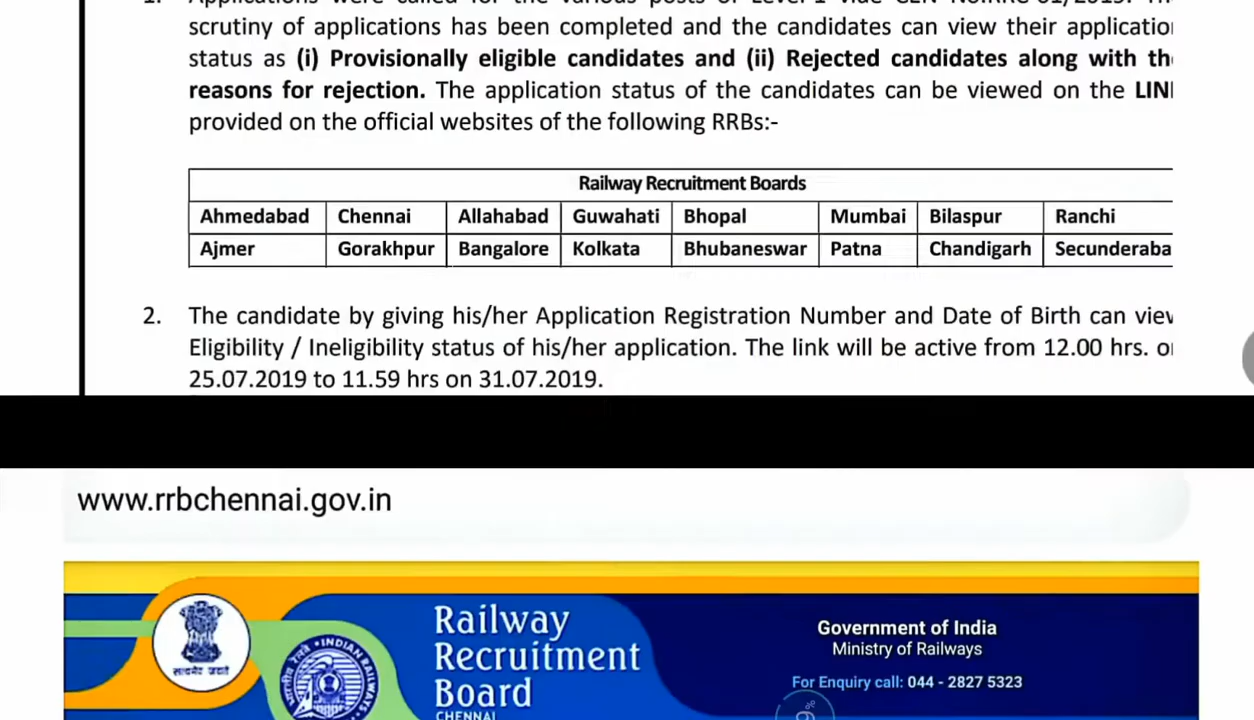 scrutiny of applications has been completed and the candidates can view their
status as (i) Provisionally eligible candidates and (ii) Rejected candidates along with
reasons for rejection. The application status of the candidates can be viewed on the
provided on the official websites of the following RRBs:-
Railway Recruitment Boards
Ahmedabad Chennai Allahabad Guwahati Bhopal Mumbai Bilaspur Ranchi
Ajmer Gorakhpur Bangalore Kolkata Bhubaneswar Patna Chandigarh Secunderaba
2. The candidate by giving his/her Application Registration Number and Date of Birth can
Eligibility / Ineligibility status of his/her application. The link will be active from 12.00 hrs.
25.07.2019 to 11.59 hrs on 31.07.2019.
www.rrbchennai.gov.in
Railway
Recruitment
Board
CHENNAI
Government of India
Ministry of Railways
For Enquiry call: 044 - 2827 5323
सत्यमेव जयते
INDIAN RAILWAYS